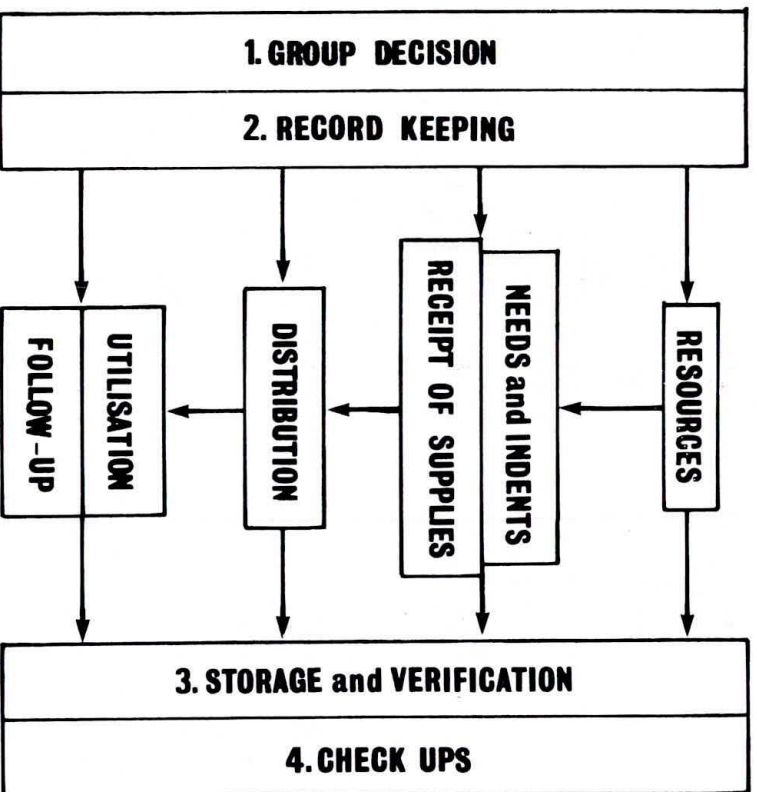 1. GROUP DECISION
2. RECORD KEEPING
FOLLOW-UP
UTILISATION
DISTRIBUTION
RECEIPT OF SUPPLIES
NEEDS and INDENTS
RESOURCES
3. STORAGE and VERIFICATION
4. CHECK UPS